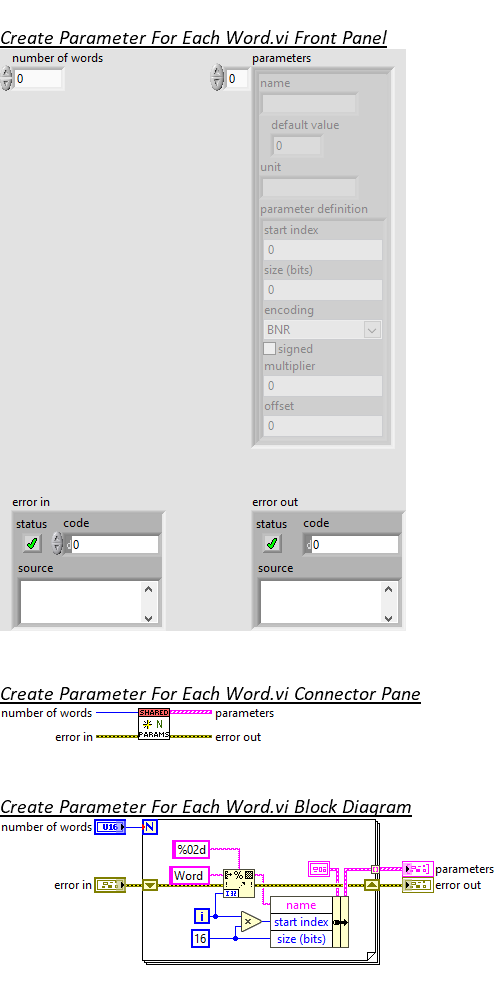 Create Parameter For Each Word.vi Front Panel
number of words
parameters
0
0
name
default value
0
unit
parameter definition
start index
0
size (bits)
0
encoding
BNR
signed
multiplier
0
offset
0
error in
error out
status code
status code
0
0
source
source
Create Parameter For Each Word.vi Connector Pane
number of words
SHARED
parameters
N
error in
PARAMS
error out
Create Parameter For Each Word.vi Block Diagram
number of words
U16
N
%02d
Word
parameters
error in
error out
I32
name
i
start index
16
size (bits)